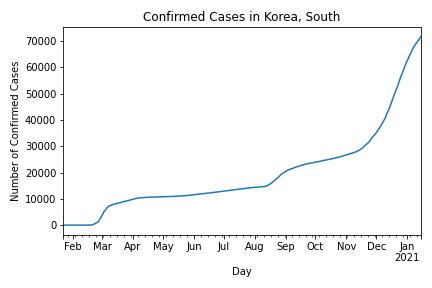 Confirmed Cases in Korea, South
Number of Confirmed Cases
70000
60000
50000
40000
30000
20000
10000
0
Feb Mar Apr May Jun Jul Aug Sep Oct Nov Dec Jan
2021
Day